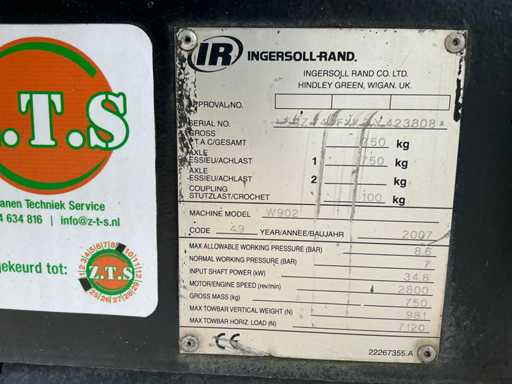 Z.T.S
anen Techniek Service
4 634 816 | info@z-t-s.nl
gekeurd tot:
Z.T.S
IR INGERSOLL-RAND.
INGERSOLL RAND CO. LTD.
HINDLEY GREEN, WIGAN. UK.
APPROVAL NO.
SERIAL NO.
GROSS
P.T.A.C/GESAMT 750 kg
AXLE
ESSIEU/ACHLAST 1 750 kg
AXLE
ESSIEU/ACHLAST 2 kg
COUPLING
STUTZLAST/CROCHET 100 kg
MACHINE MODEL W902
CODE 49 YEAR/ANNEE/BAUJAHR 2007
MAX ALLOWABLE WORKING PRESSURE (BAR) 8.6
NORMAL WORKING PRESSURE (BAR) 7
INPUT SHAFT POWER (kW) 34.6
MOTOR/ENGINE SPEED (rev/min) 2800
GROSS MASS (kg) 750
MAX TOWBAR VERTICAL WEIGHT (N) 981
MAX TOWBAR HORIZ. LOAD (N) 7120
CE 22267355.A